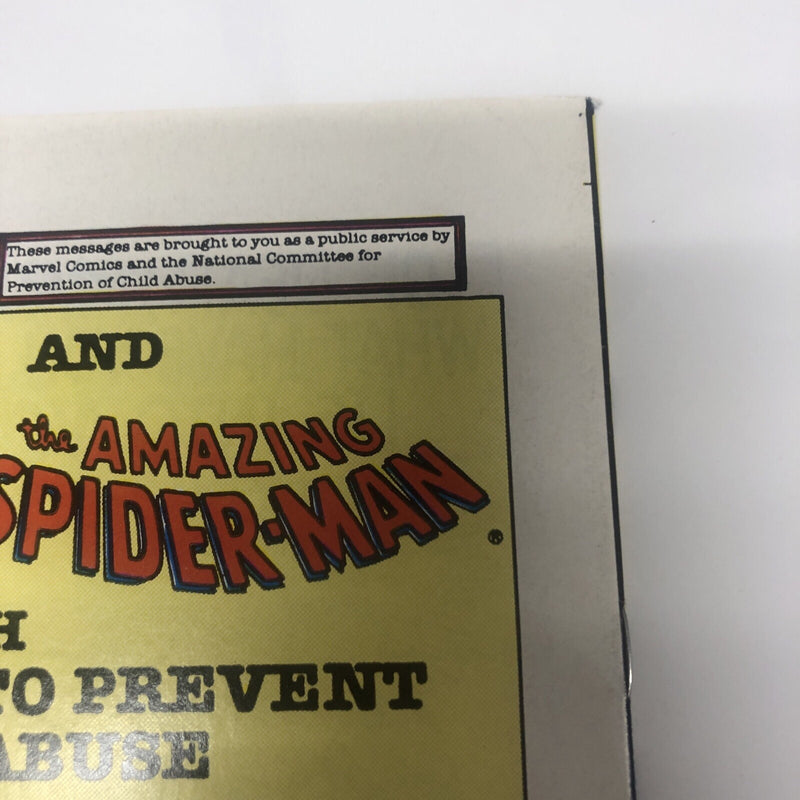 These messages are brought to you as a public service by
Marvel Comics and the National Committee for
Prevention of Child Abuse.
AND
the AMAZING
SPIDER-MAN®
H
TO PREVENT
ABUSE